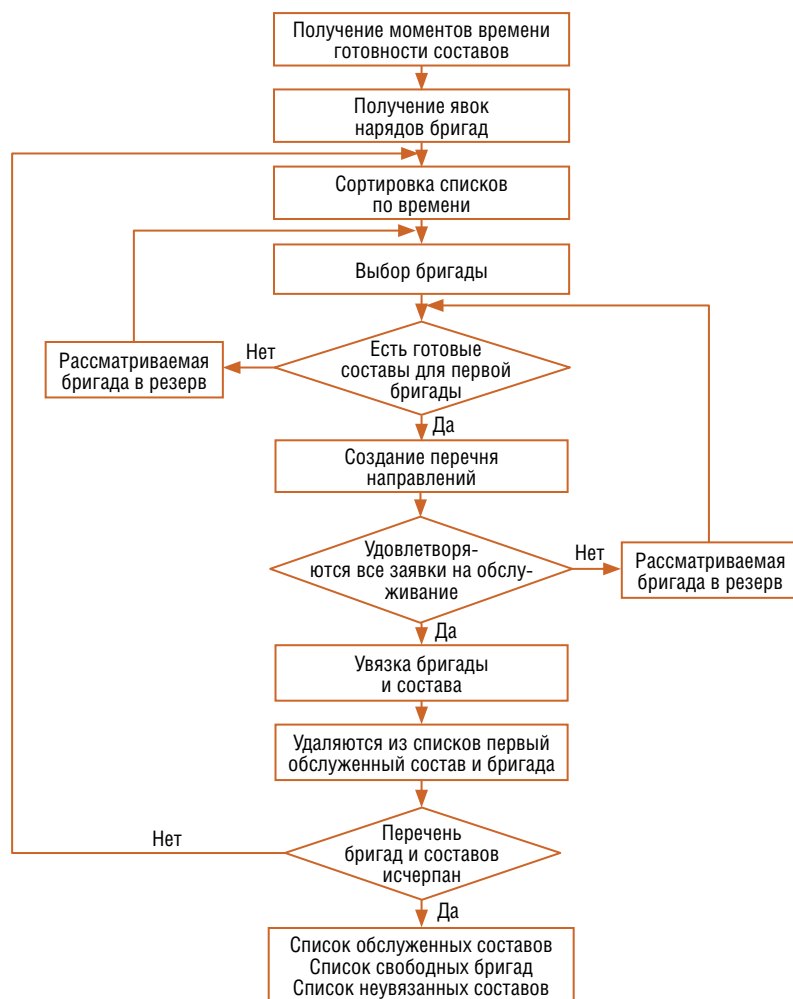 Получение моментов времени
готовности составов
Получение явок
нарядов бригад
Сортировка списков
по времени
Выбор бригады
Есть готовые
составы для первой
бригады
Нет
Рассматриваемая
бригада в резерв
Да
Создание перечня
направлений
Удовлетворя-
ются все заявки на обслу-
живание
Нет
Рассматриваемая
бригада в резерв
Да
Увязка бригады
и состава
Удаляются из списков первый
обслуженный состав и бригада
Перечень
бригад и составов
исчерпан
Нет
Да
Список обслуженных составов
Список свободных бригад
Список неувязанных составов